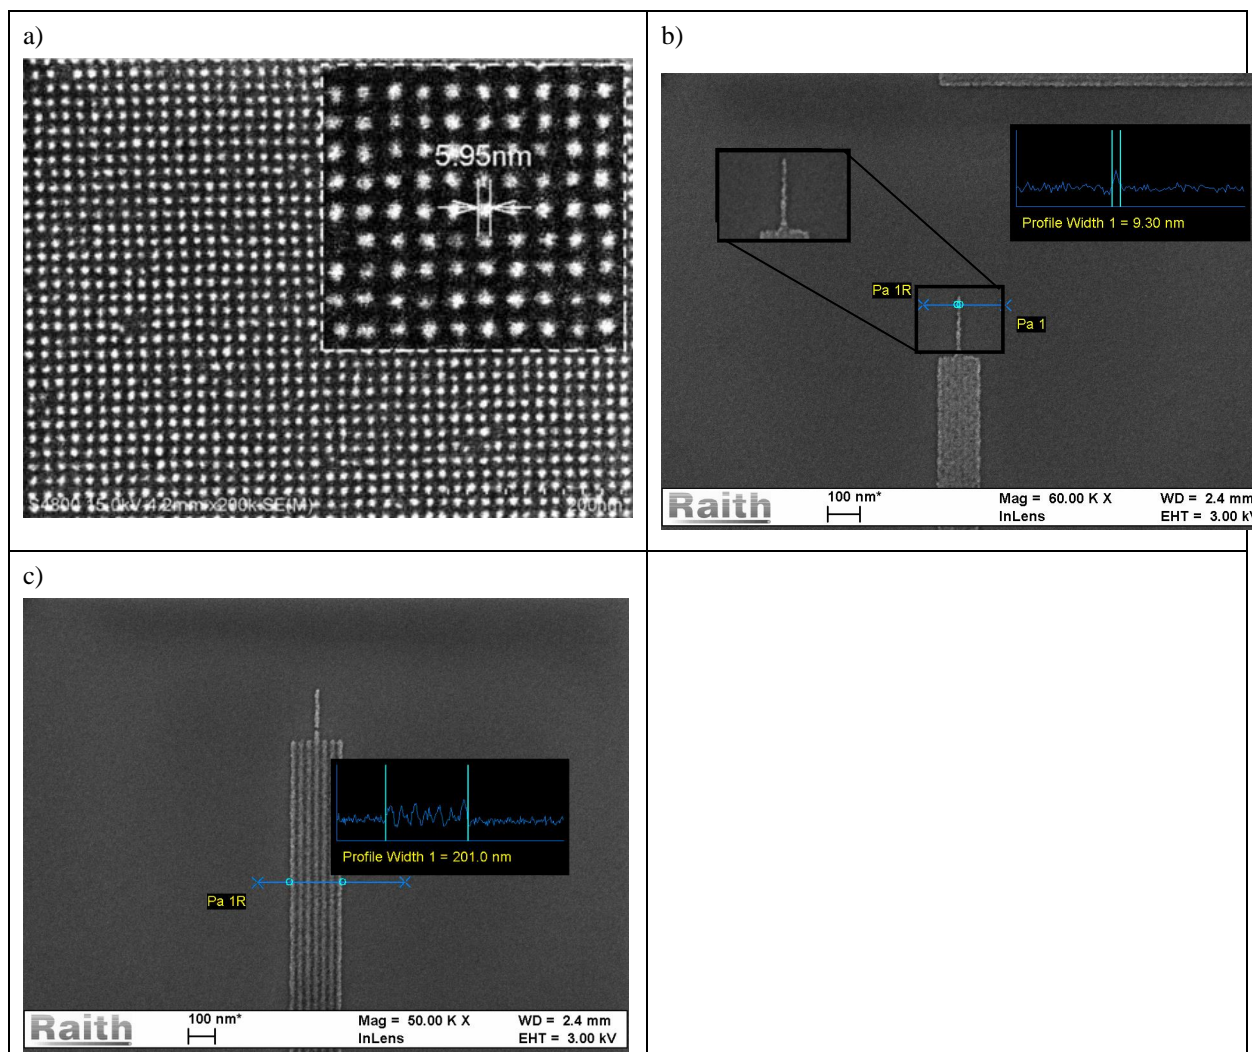 a)
5.95nm
S4800 15.0kV 4.2mm x200k SE(M)
200nm
b)
Profile Width 1 = 9.30 nm
Pa 1R
Pa 1
Raith
100 nm*
Mag = 60.00 K X
WD = 2.4 mm
InLens
EHT = 3.00 kV
c)
Profile Width 1 = 201.0 nm
Pa 1R
Raith
100 nm*
Mag = 50.00 K X
WD = 2.4 mm
InLens
EHT = 3.00 kV